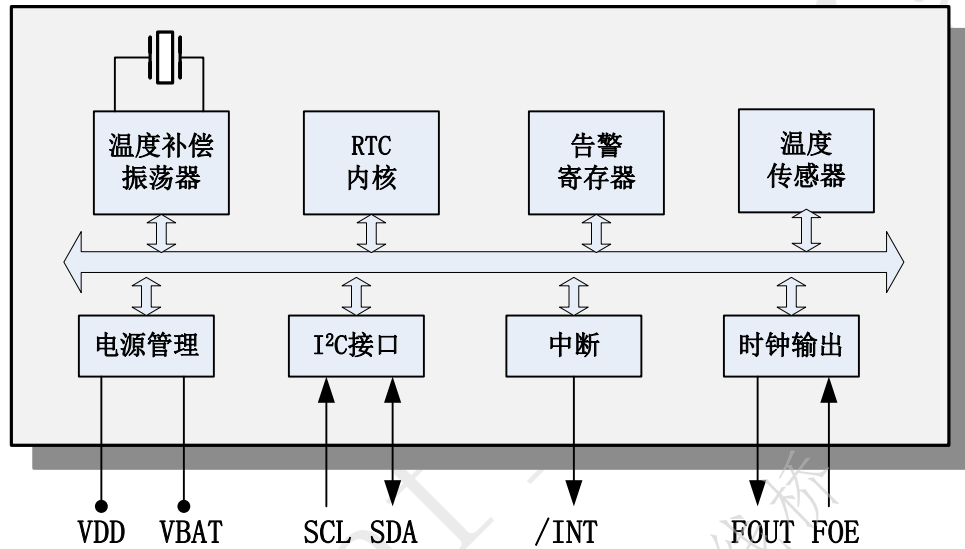 温度补偿
振荡器
RTC
内核
告警
寄存器
温度
传感器
电源管理
I²C接口
中断
时钟输出
VDD VBAT SCL SDA /INT FOUT FOE